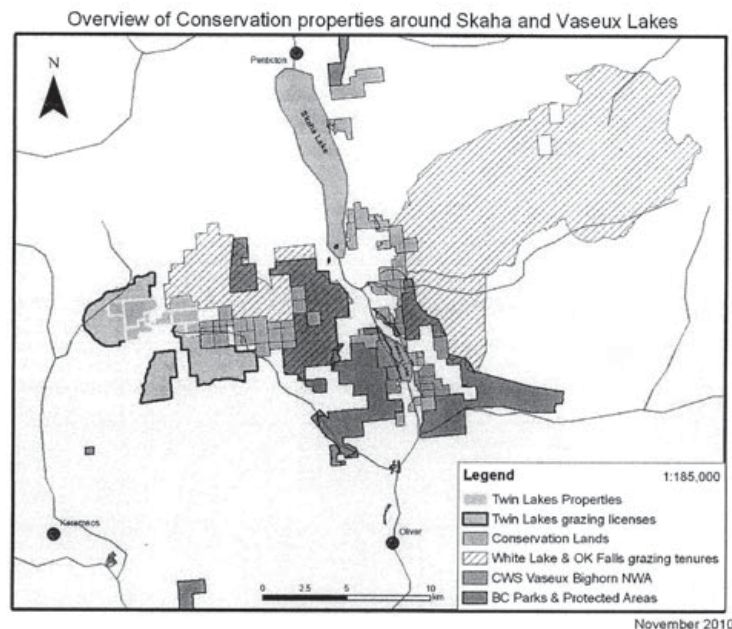 Overview of Conservation properties around Skaha and Vaseux Lakes
N
Penticton
Skaha Lake
Keremeos
Oliver
0 2.5 5 10
km
Legend 1:185,000
Twin Lakes Properties
Twin Lakes grazing licenses
Conservation Lands
White Lake & OK Falls grazing tenures
CWS Vaseux Bighorn NWA
BC Parks & Protected Areas
November 2010